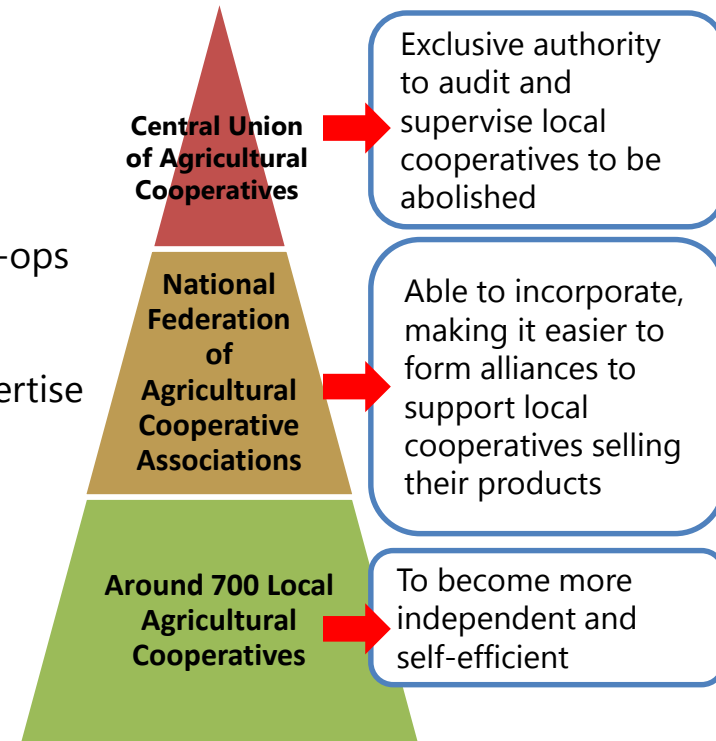 Central Union
of Agricultural
Cooperatives
Exclusive authority
to audit and
supervise local
cooperatives to be
abolished
-ops
ertise
National
Federation
of
Agricultural
Cooperative
Associations
Able to incorporate,
making it easier to
form alliances to
support local
cooperatives selling
their products
Around 700 Local
Agricultural
Cooperatives
To become more
independent and
self-efficient